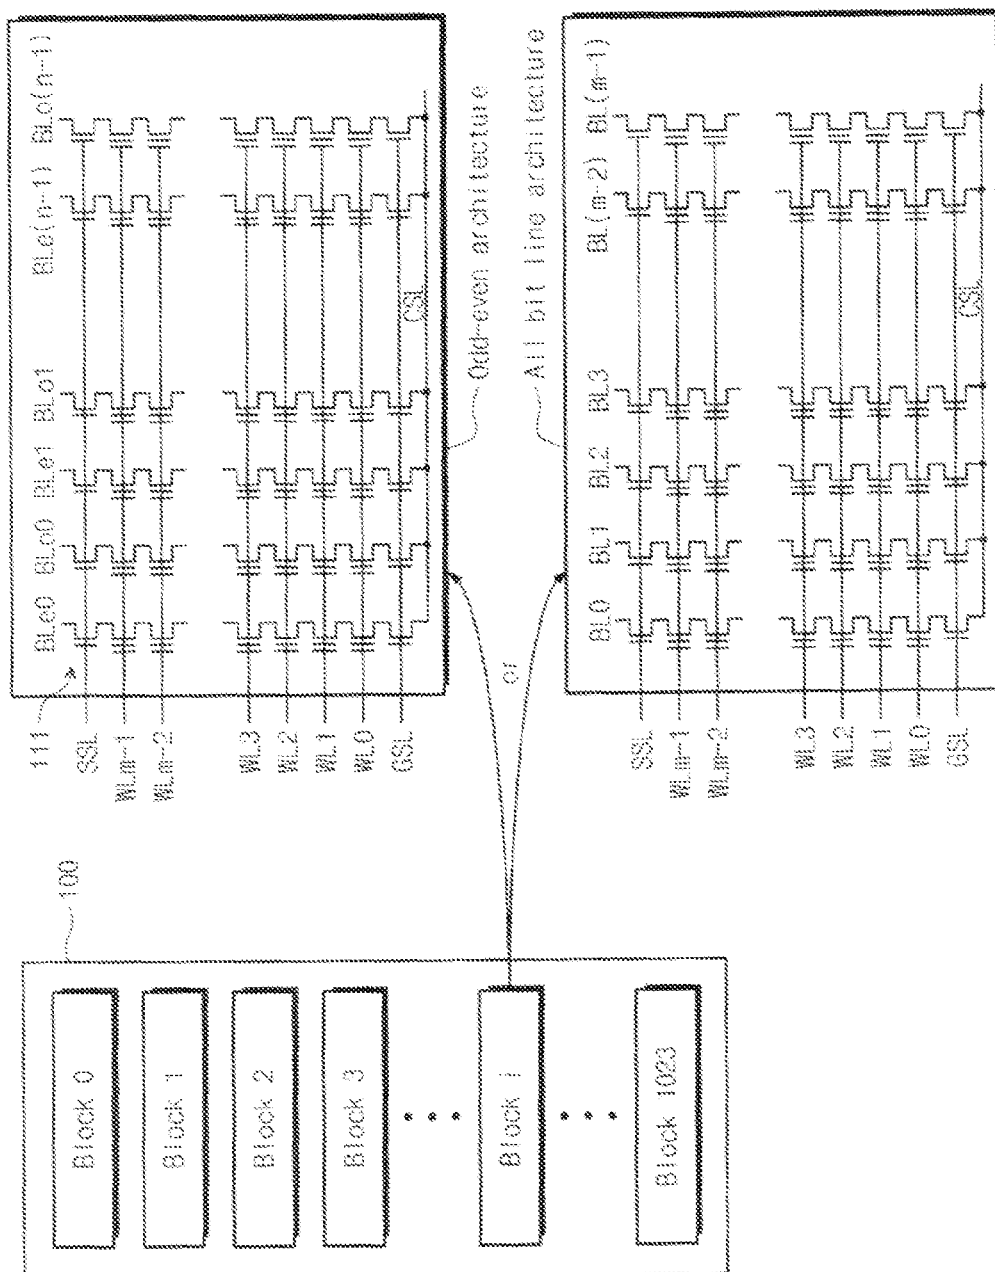 100
Block 0
Block 1
Block 2
Block 3
Block i
Block 1023
or
111
BLe0 BLo0 BLe1 BLo1 BLe(n-1) BLo(n-1)
SSL
WLm-1
WLm-2
WL3
WL2
WL1
WL0
GSL
CSL
Odd-even architecture
All bit line architecture
BL0 BL1 BL2 BL3 BL(m-2) BL(m-1)
SSL
WLm-1
WLm-2
WL3
WL2
WL1
WL0
GSL
CSL